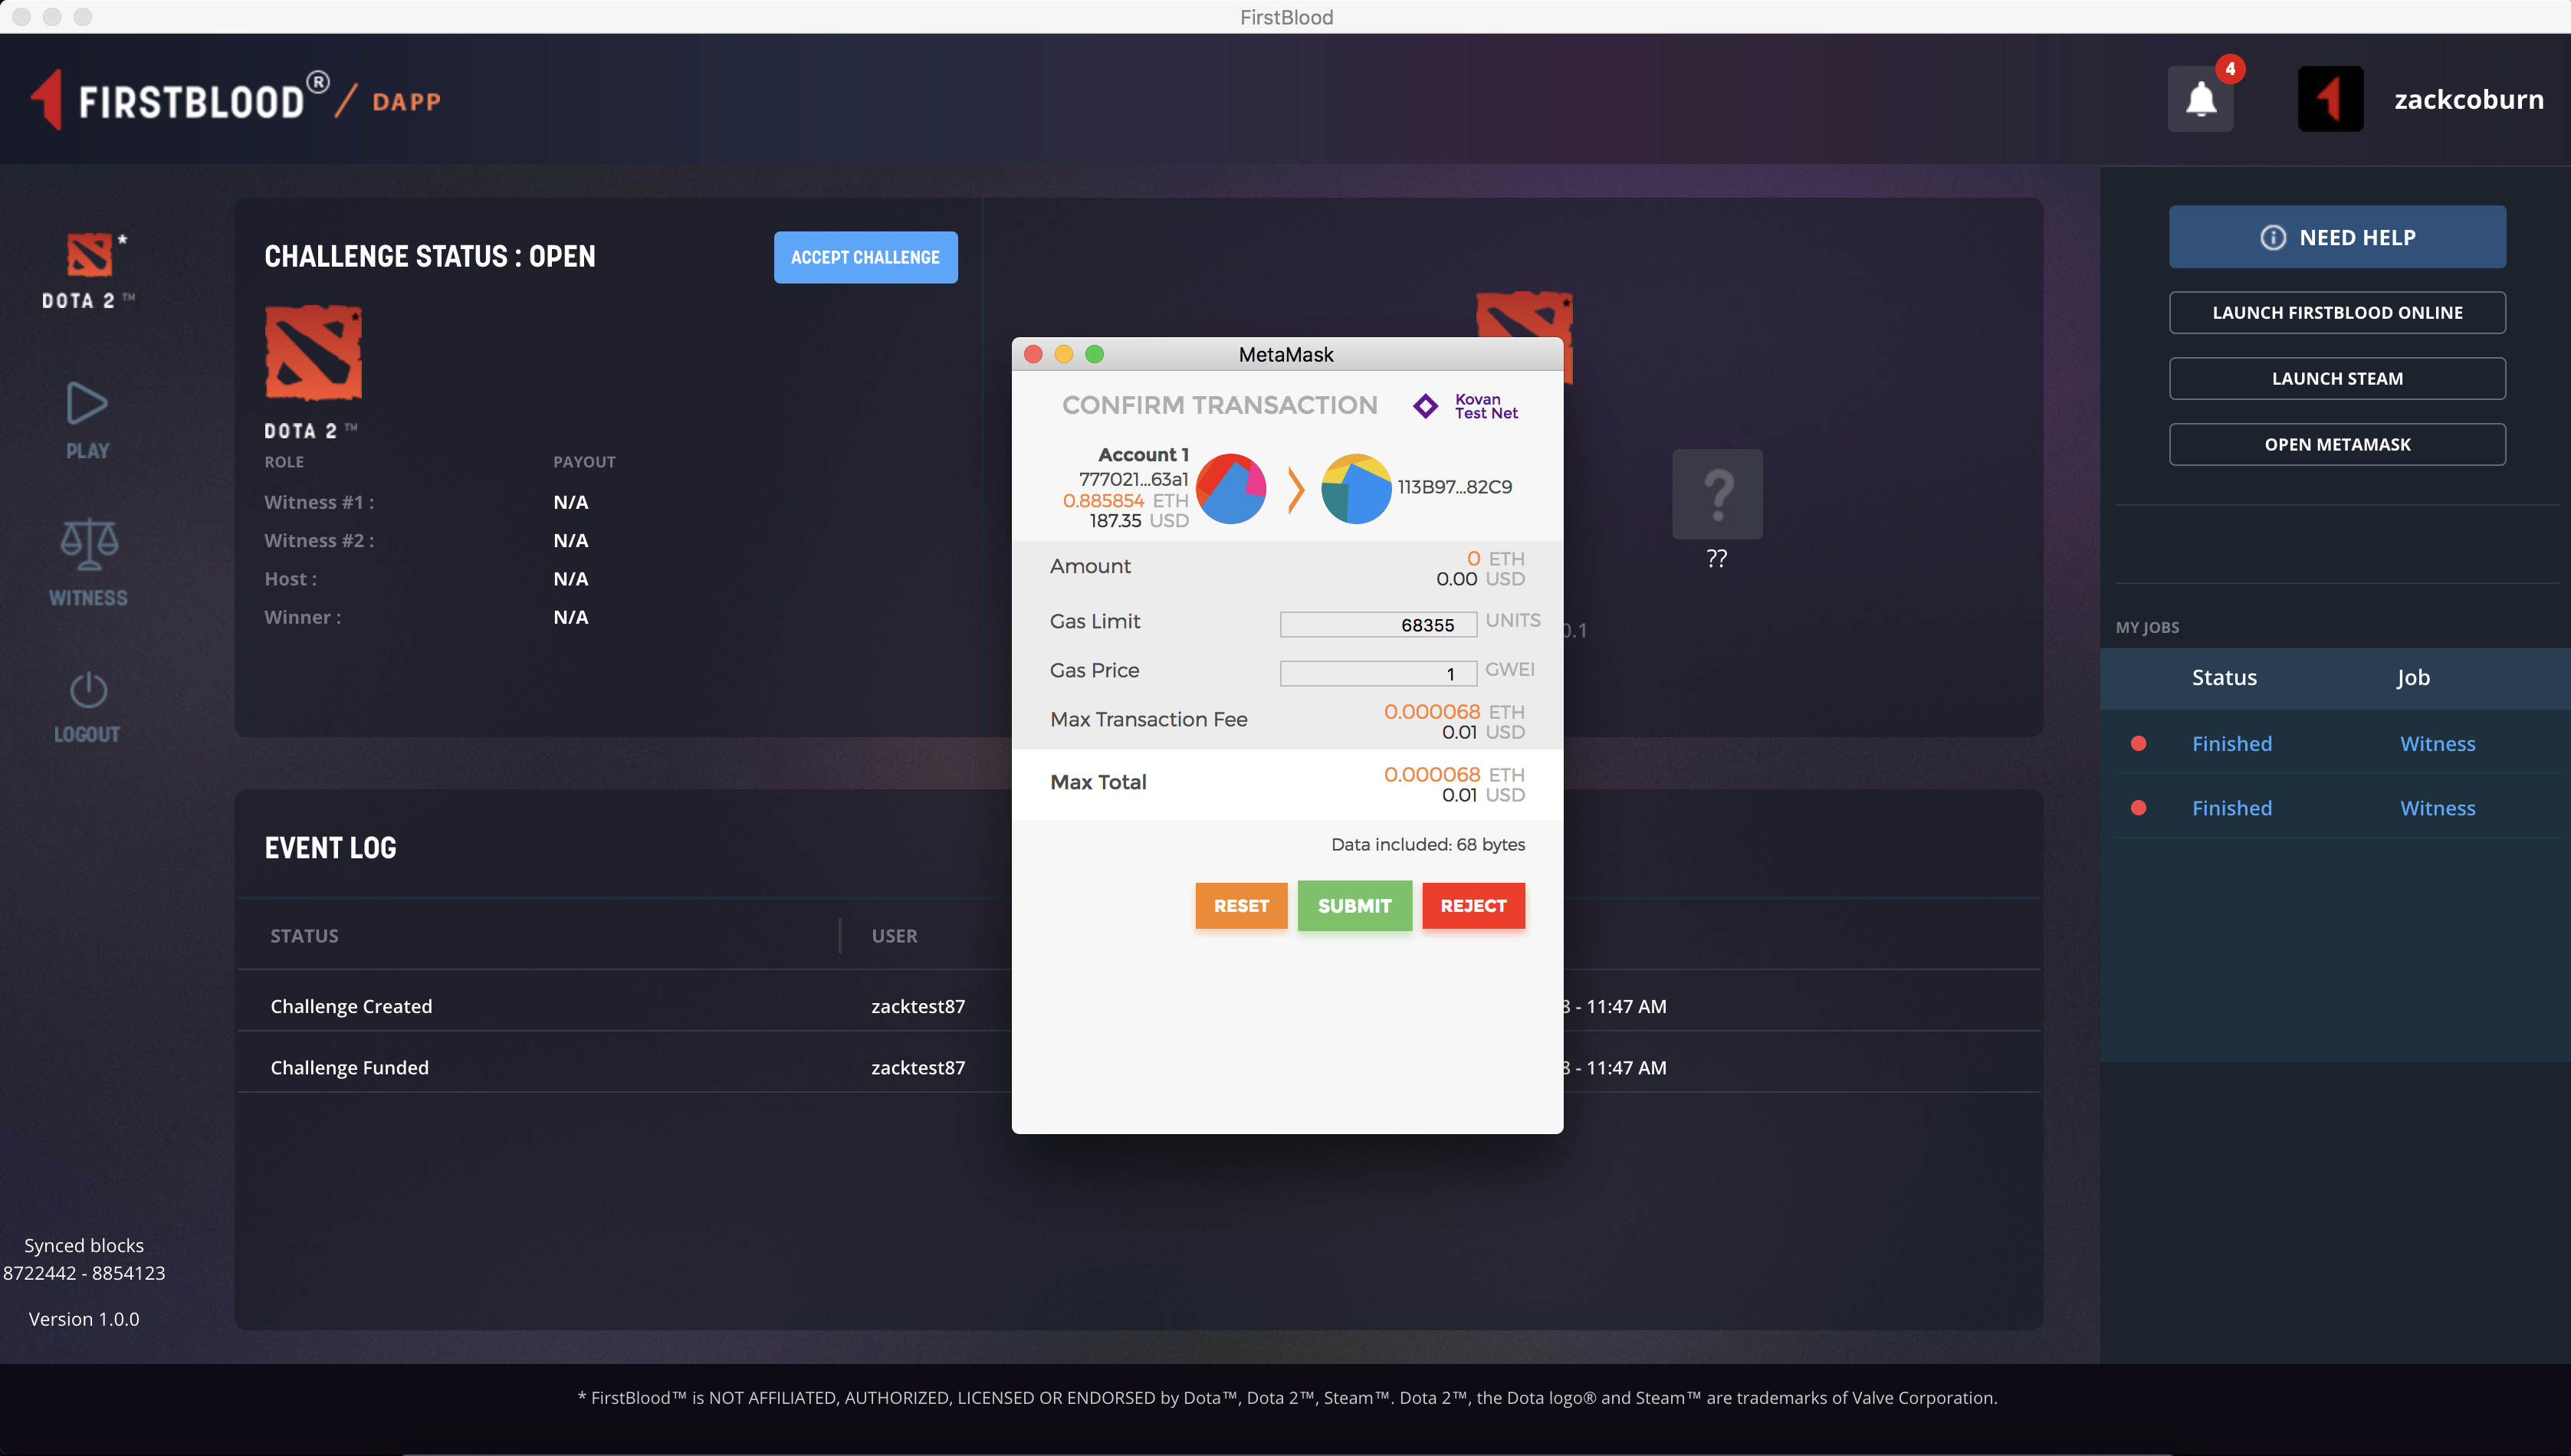 FirstBlood
FIRSTBLOOD® / DAPP
4
zackcoburn
*
DOTA 2 ™
PLAY
WITNESS
LOGOUT
Synced blocks
8722442 - 8854123
Version 1.0.0
CHALLENGE STATUS : OPEN
ACCEPT CHALLENGE
DOTA 2 ™
ROLE PAYOUT
Witness #1 : N/A
Witness #2 : N/A
Host : N/A
Winner : N/A
?
??
0.1
EVENT LOG
STATUS USER
Challenge Created zacktest87 8 - 11:47 AM
Challenge Funded zacktest87 8 - 11:47 AM
MetaMask
CONFIRM TRANSACTION
Kovan
Test Net
Account 1
777021...63a1
0.885854 ETH
187.35 USD
113B97...82C9
Amount 0 ETH
0.00 USD
Gas Limit 68355 UNITS
Gas Price 1 GWEI
Max Transaction Fee 0.000068 ETH
0.01 USD
Max Total 0.000068 ETH
0.01 USD
Data included: 68 bytes
RESET SUBMIT REJECT
NEED HELP
LAUNCH FIRSTBLOOD ONLINE
LAUNCH STEAM
OPEN METAMASK
MY JOBS
Status Job
Finished Witness
Finished Witness
* FirstBlood™ is NOT AFFILIATED, AUTHORIZED, LICENSED OR ENDORSED by Dota™, Dota 2™, Steam™. Dota 2™, the Dota logo® and Steam™ are trademarks of Valve Corporation.